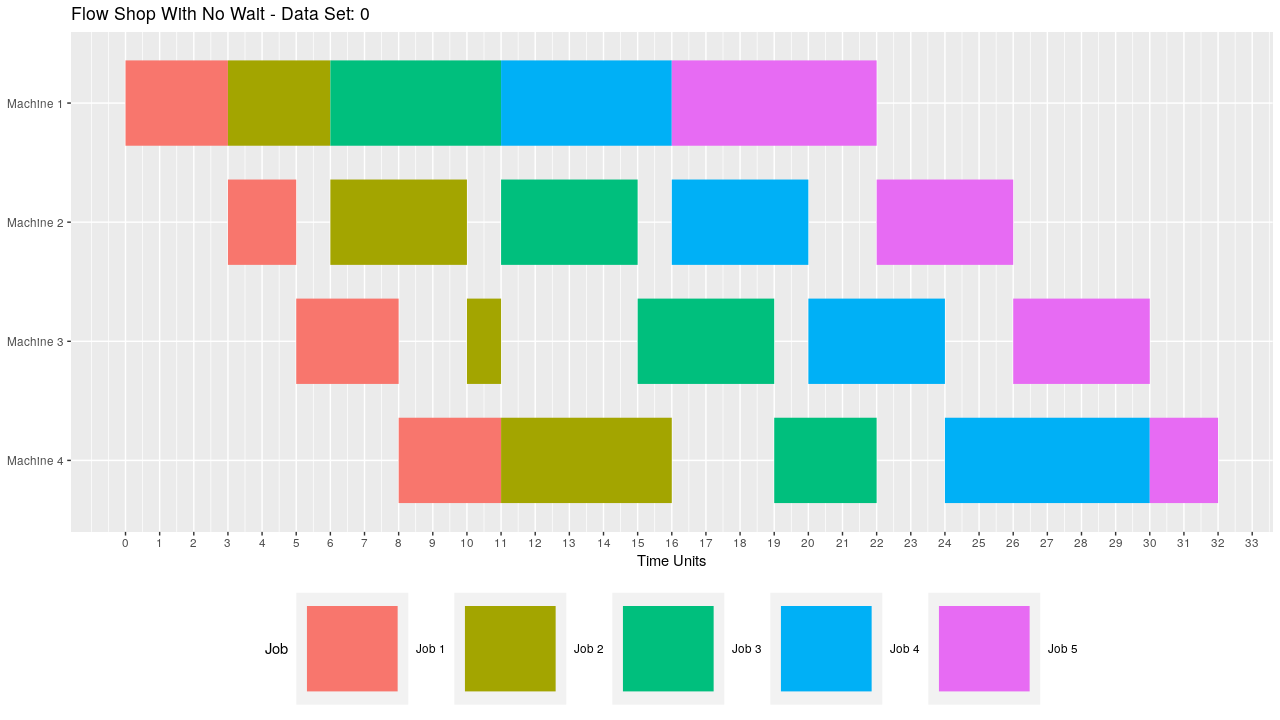 Flow Shop With No Wait - Data Set: 0
Machine 1
Machine 2
Machine 3
Machine 4
0 1 2 3 4 5 6 7 8 9 10 11 12 13 14 15 16 17 18 19 20 21 22 23 24 25 26 27 28 29 30 31 32 33
Time Units
Job Job 1 Job 2 Job 3 Job 4 Job 5